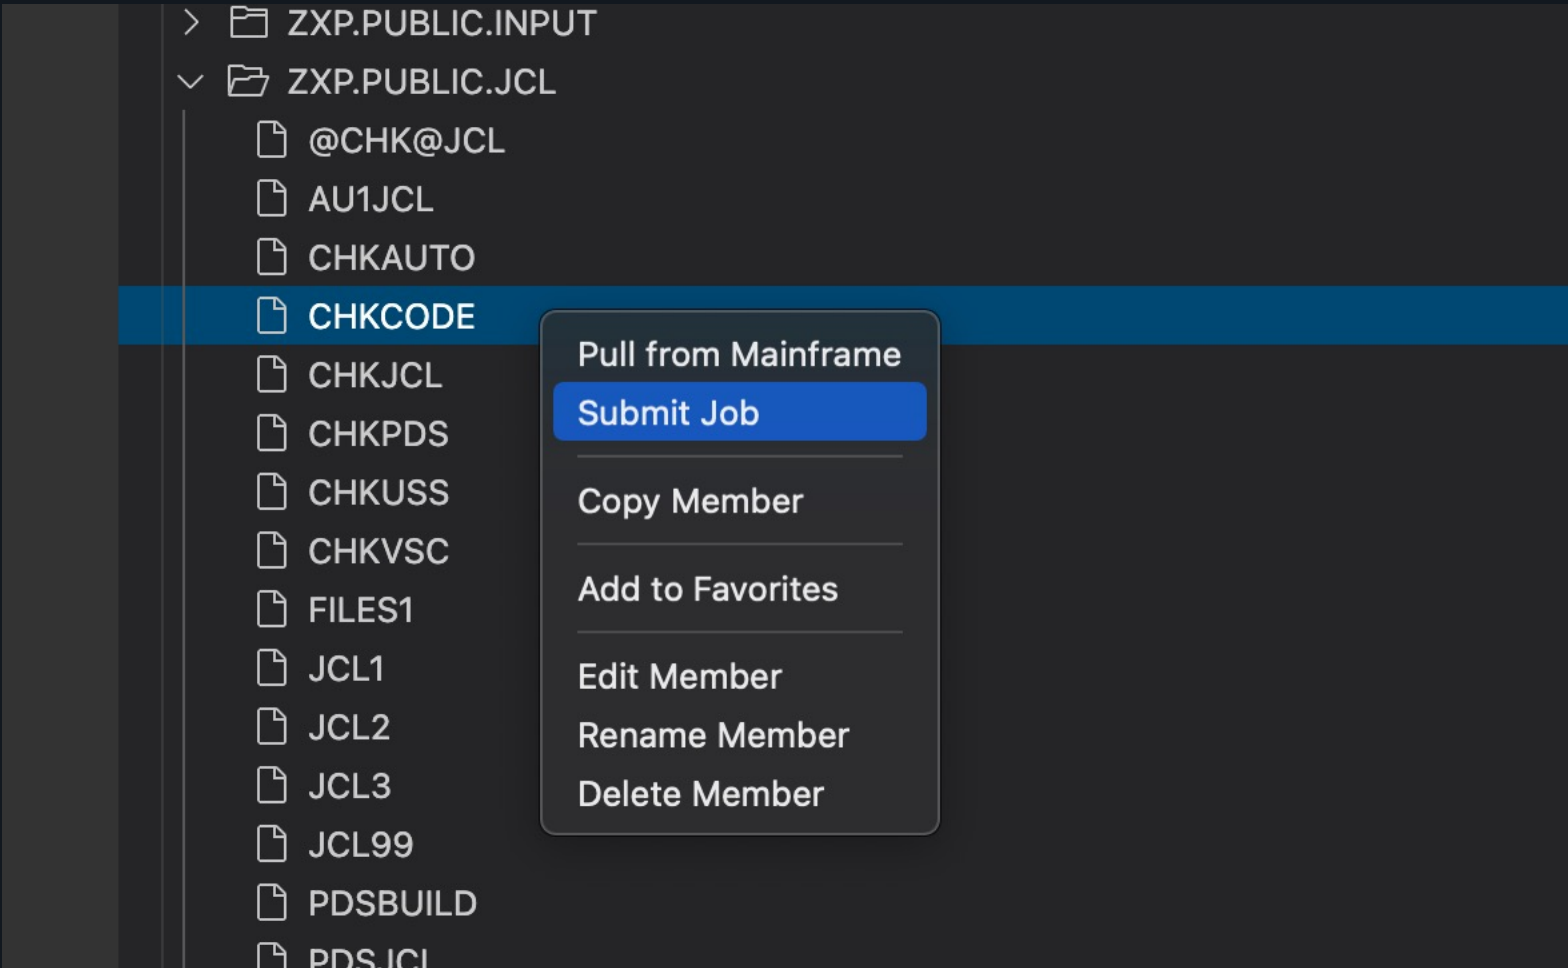 ZXP.PUBLIC.INPUT
ZXP.PUBLIC.JCL
@CHK@JCL
AU1JCL
CHKAUTO
CHKCODE
CHKJCL
CHKPDS
CHKUSS
CHKVSC
FILES1
JCL1
JCL2
JCL3
JCL99
PDSBUILD
PDSJCL
Pull from Mainframe
Submit Job
Copy Member
Add to Favorites
Edit Member
Rename Member
Delete Member